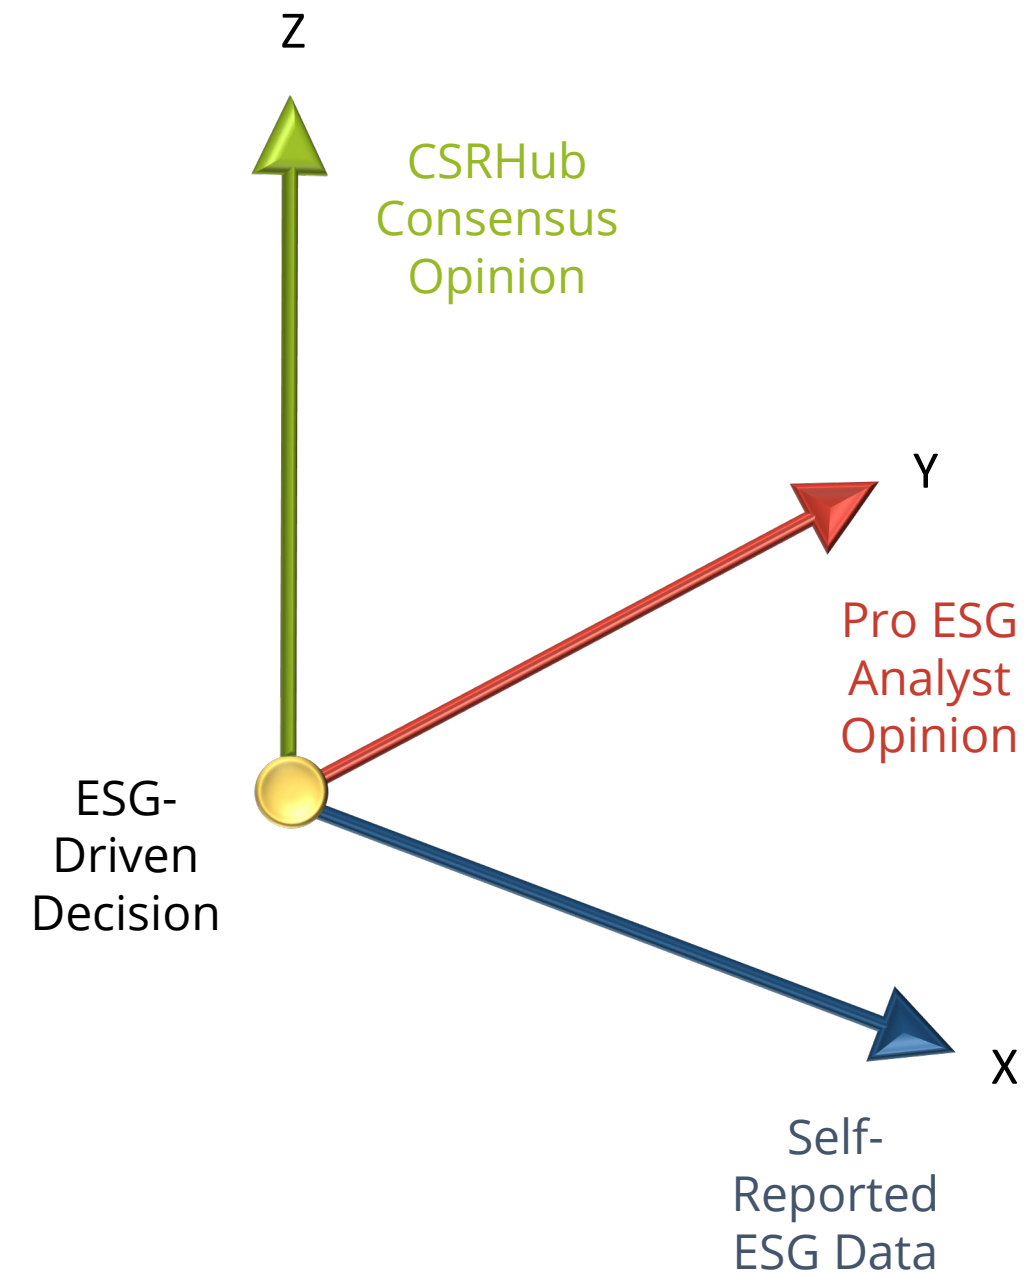 Z
CSRHub
Consensus
Opinion
Y
Pro ESG
Analyst
Opinion
ESG-
Driven
Decision
X
Self-
Reported
ESG Data